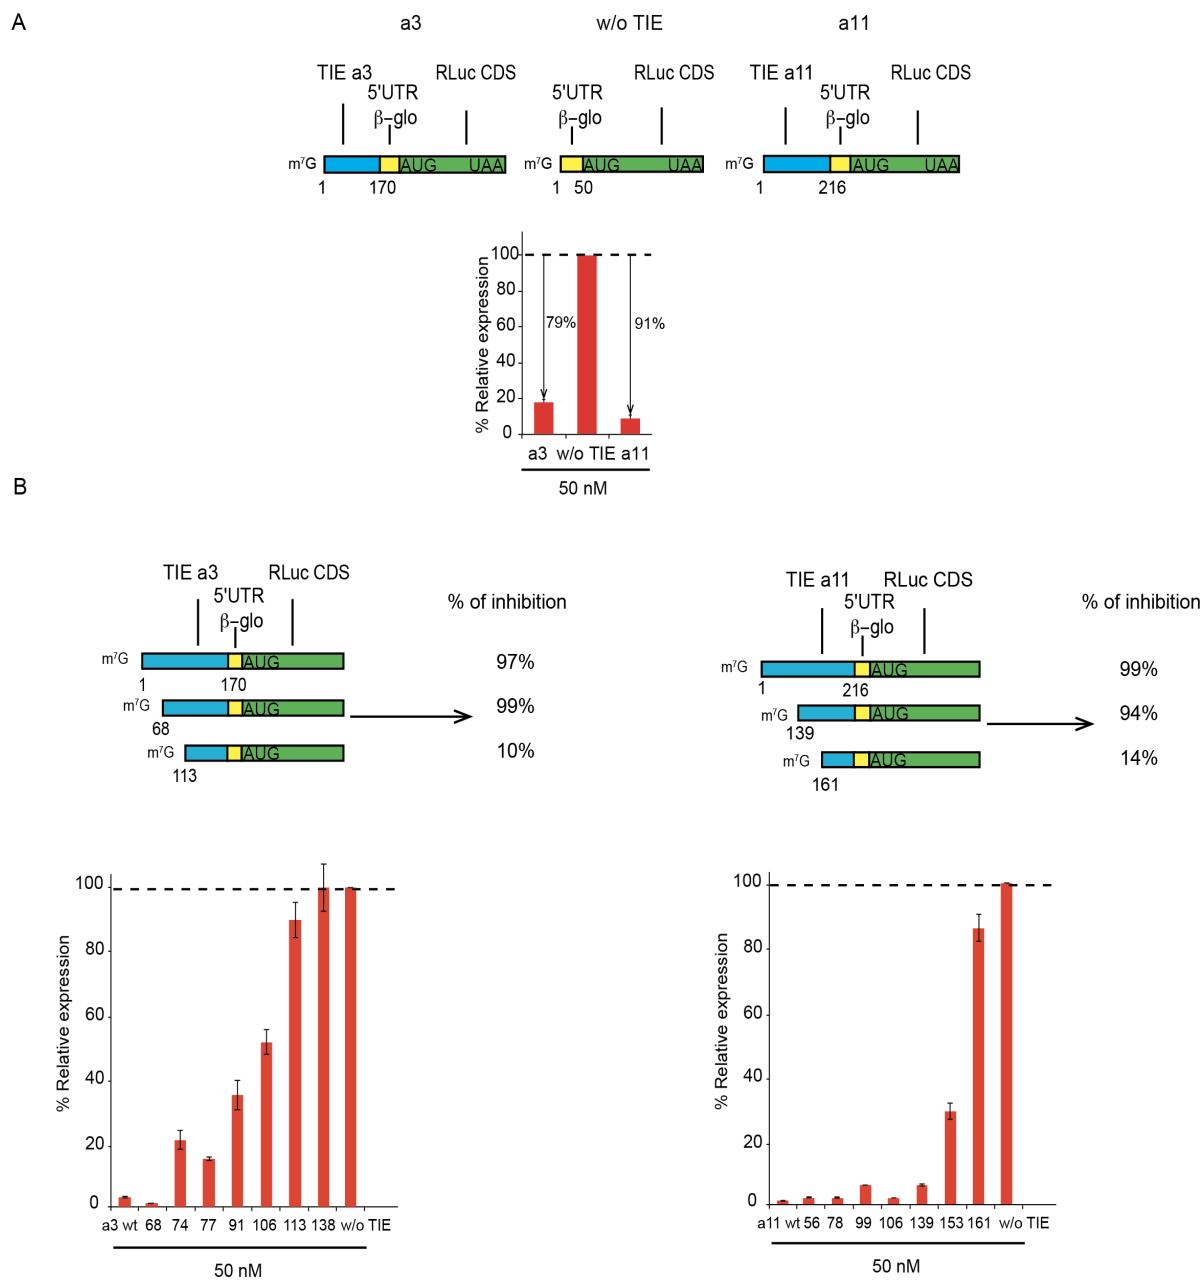 A
a3
w/o TIE
a11
TIE a3
RLuc CDS
RLuc CDS
TIE a11
RLuc CDS
5'UTR
β–glo
5'UTR
β–glo
5'UTR
β–glo
m⁷G
AUG
UAA
m⁷G
UAA
m⁷G
AUG
UAA
1
170
1
50
1
216
% Relative expression
100
80
60
40
20
0
79%
91%
a3
w/o TIE
a11
50 nM
B
TIE a3
RLuc CDS
5'UTR
β–glo
% of inhibition
m⁷G
AUG
97%
1
170
m⁷G
AUG
99%
68
m⁷G
AUG
10%
113
TIE a11
RLuc CDS
5'UTR
β–glo
% of inhibition
m⁷G
AUG
99%
1
216
m⁷G
AUG
94%
139
m⁷G
AUG
14%
161
% Relative expression
100
80
60
40
20
0
a3 wt 68 74 77 91 106 113 138 w/o TIE
50 nM
% Relative expression
100
80
60
40
20
0
a11 wt 56 78 99 106 139 153 161 w/o TIE
50 nM